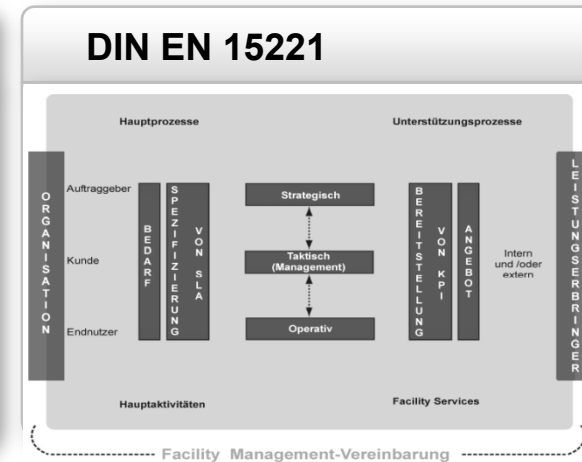 DIN EN 15221
Hauptprozesse
Unterstützungsprozesse
ORGANISATION
Auftraggeber
Kunde
Endnutzer
BEDARF
SPEZIFIZIERUNG
VON SLA
Strategisch
Taktisch
(Management)
Operativ
BEREITSTELLUNG
VON KPI
ANGEBOT
Intern
und /oder
extern
LEISTUNGSERBRINGER
Hauptaktivitäten
Facility Services
Facility Management-Vereinbarung